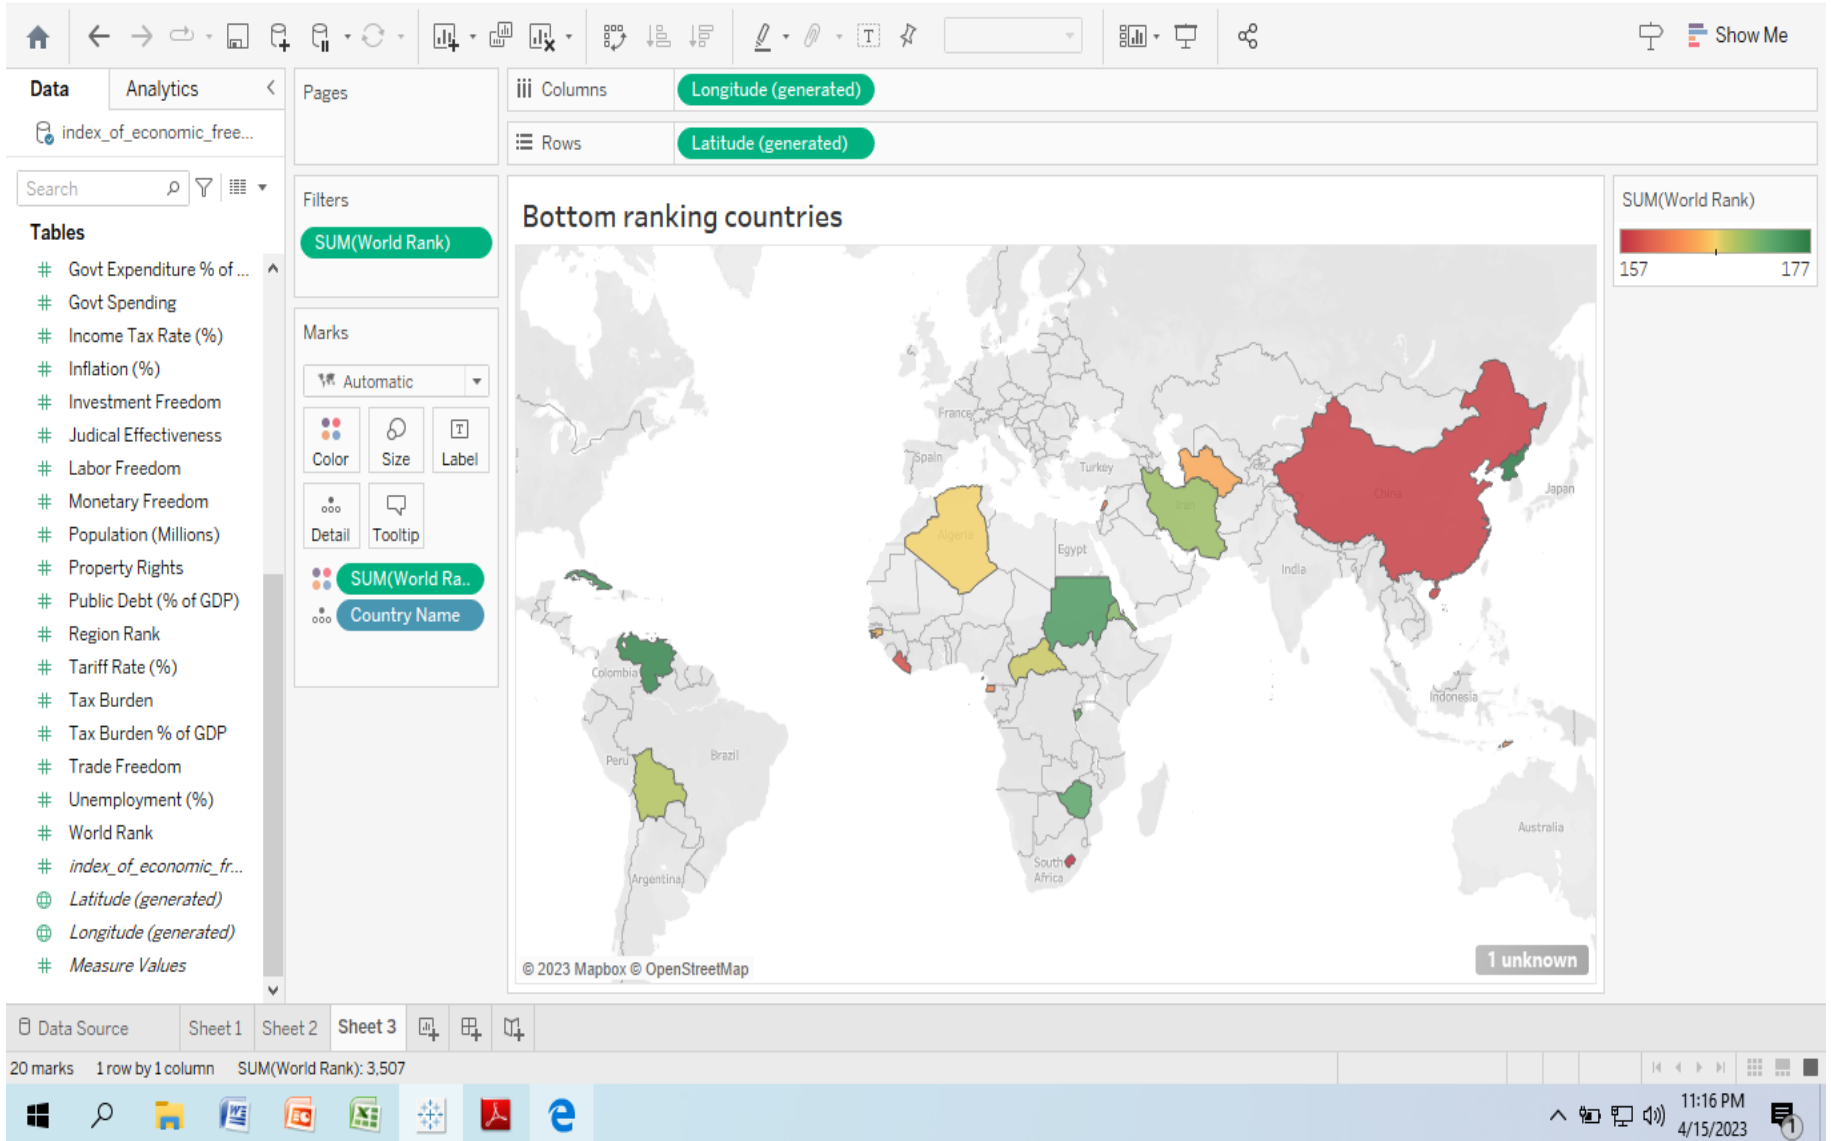 Show Me
Data
Analytics
index_of_economic_free...
Search
Tables
Govt Expenditure % of ...
Govt Spending
Income Tax Rate (%)
Inflation (%)
Investment Freedom
Judical Effectiveness
Labor Freedom
Monetary Freedom
Population (Millions)
Property Rights
Public Debt (% of GDP)
Region Rank
Tariff Rate (%)
Tax Burden
Tax Burden % of GDP
Trade Freedom
Unemployment (%)
World Rank
index_of_economic_fr...
Latitude (generated)
Longitude (generated)
Measure Values
Pages
Filters
SUM(World Rank)
Marks
Automatic
Color
Size
Label
Detail
Tooltip
SUM(World Ra..
Country Name
Columns
Longitude (generated)
Rows
Latitude (generated)
Bottom ranking countries
France
Spain
Turkey
China
Japan
Iran
Algeria
Egypt
India
Colombia
Indonesia
Peru
Brazil
Australia
South
Africa
Argentina
© 2023 Mapbox © OpenStreetMap
1 unknown
SUM(World Rank)
157
177
Data Source
Sheet 1
Sheet 2
Sheet 3
20 marks
1 row by 1 column
SUM(World Rank): 3,507
11:16 PM
4/15/2023
1